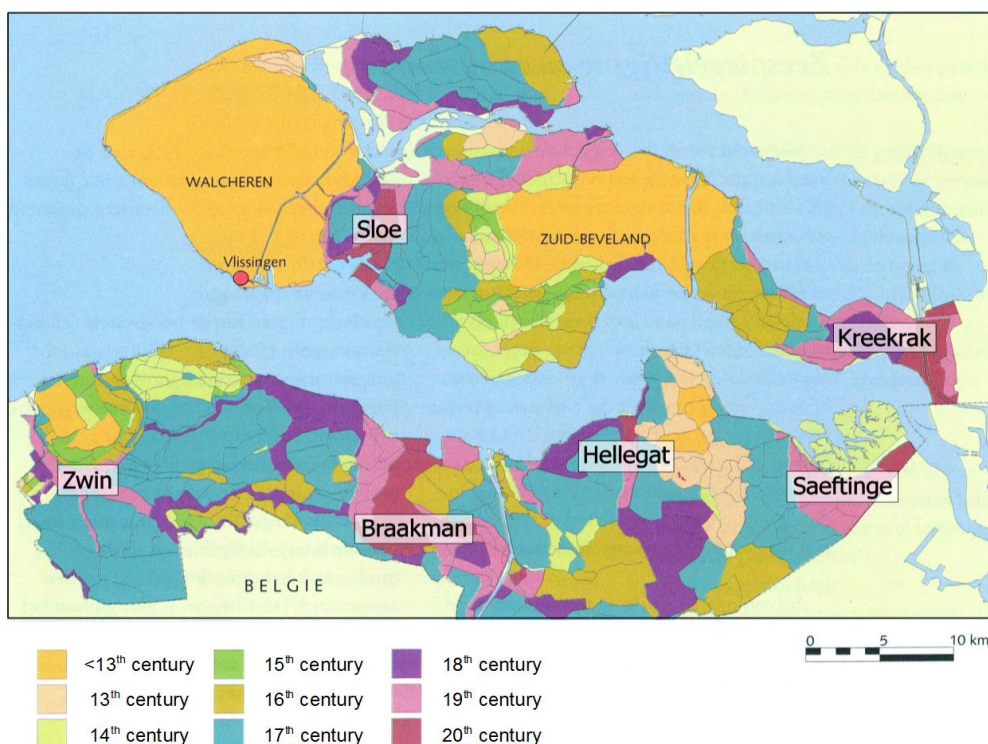 WALCHEREN
Sloe
ZUID-BEVELAND
Vlissingen
Kreekrak
Zwin
Hellegat
Saeftinge
Braakman
BELGIE
0 5 10 km
<13th century
15th century
18th century
13th century
16th century
19th century
14th century
17th century
20th century